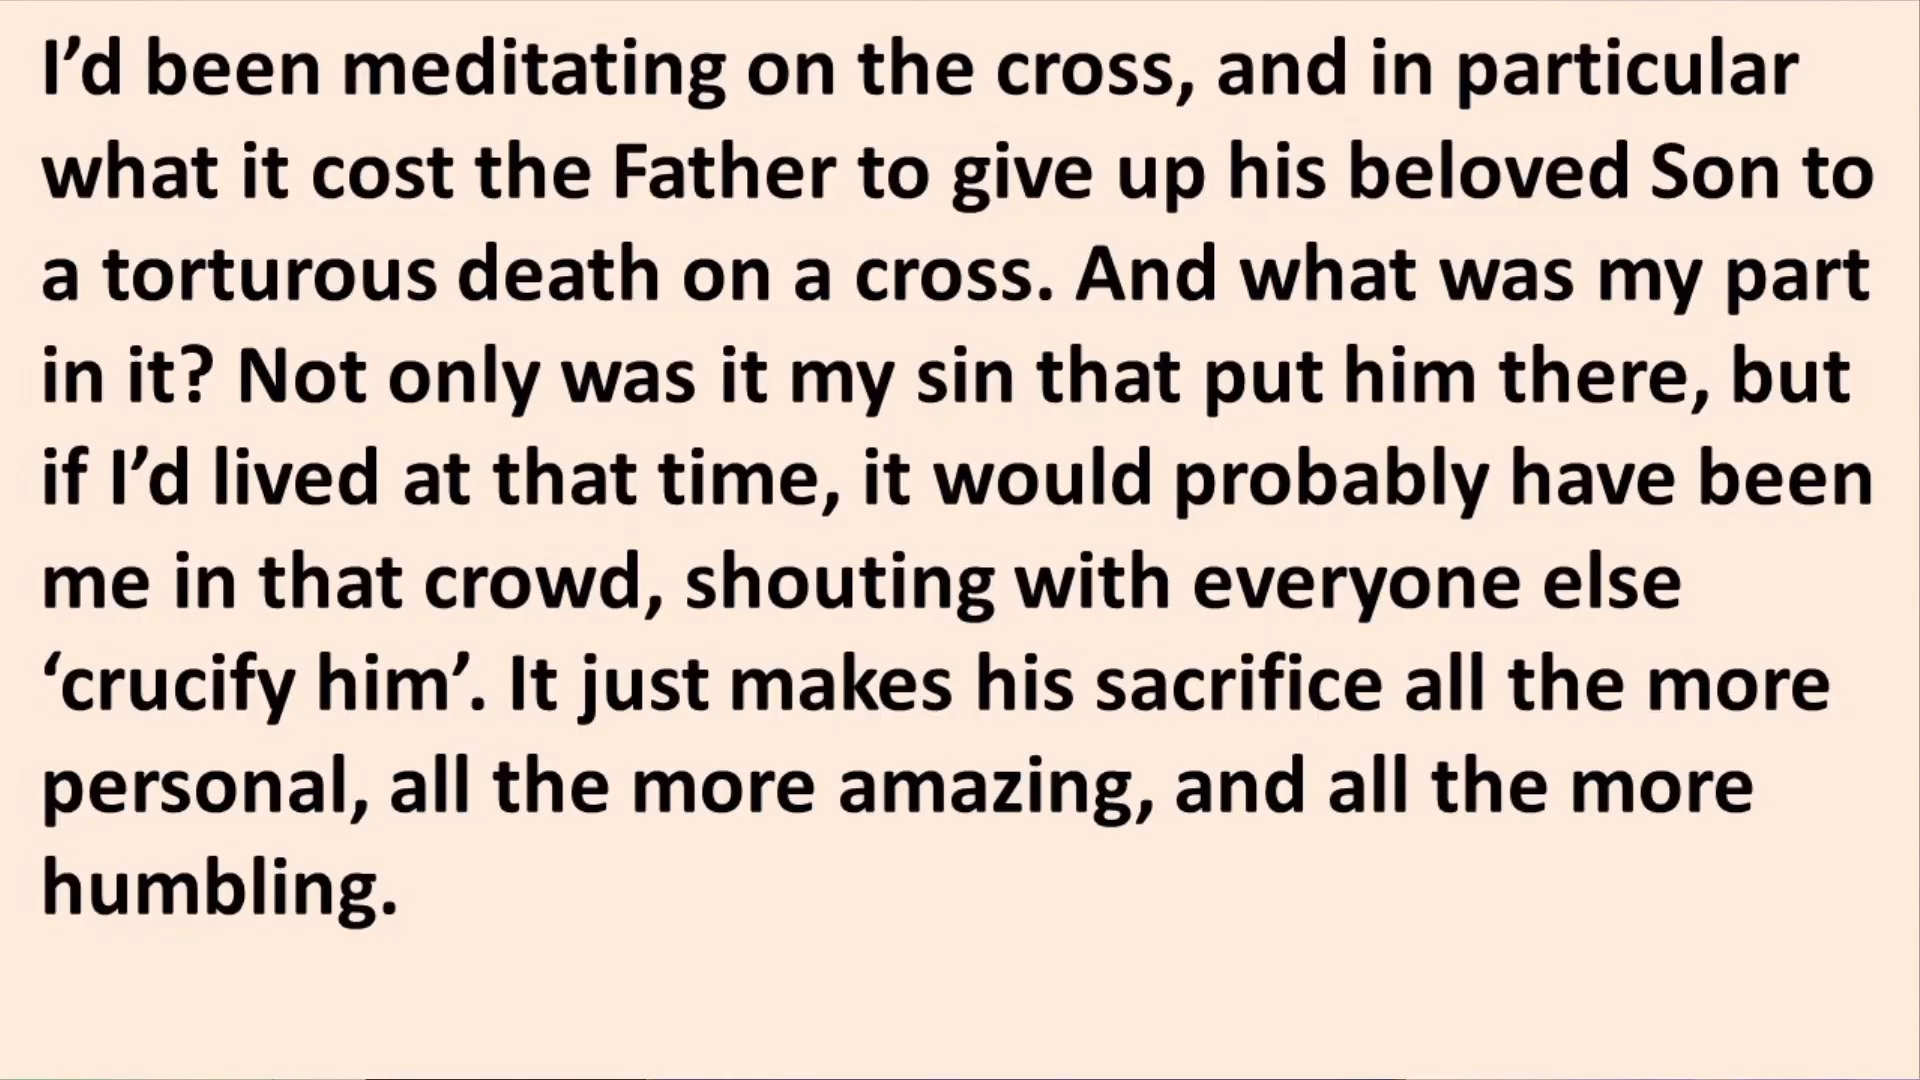 I’d been meditating on the cross, and in particular
what it cost the Father to give up his beloved Son to
a torturous death on a cross. And what was my part
in it? Not only was it my sin that put him there, but
if I’d lived at that time, it would probably have been
me in that crowd, shouting with everyone else
‘crucify him’. It just makes his sacrifice all the more
personal, all the more amazing, and all the more
humbling.